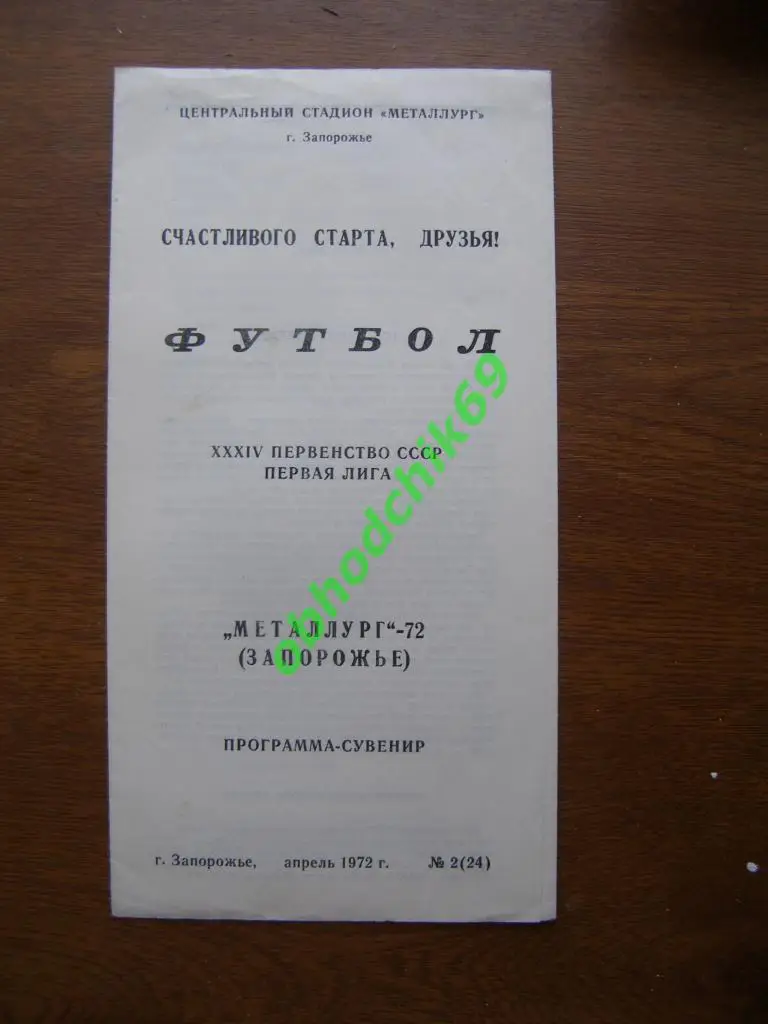 ЦЕНТРАЛЬНЫЙ СТАДИОН «МЕТАЛЛУРГ»
г. Запорожье
СЧАСТЛИВОГО СТАРТА, ДРУЗЬЯ!
ФУТБОЛ
XXXIV ПЕРВЕНСТВО СССР
ПЕРВАЯ ЛИГА
„МЕТАЛЛУРГ“-72
(ЗАПОРОЖЬЕ)
ПРОГРАММА-СУВЕНИР
г. Запорожье, апрель 1972 г. № 2(24)
obhodchik69